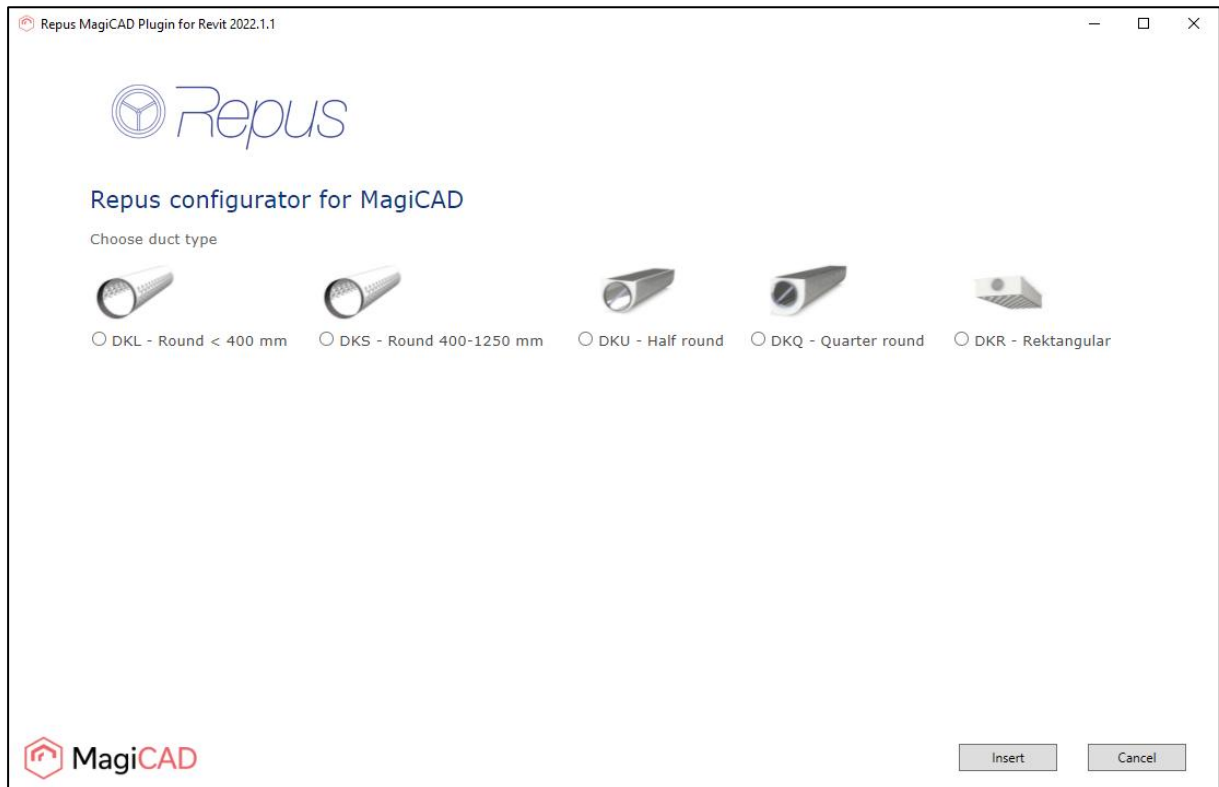 Repus MagiCAD Plugin for Revit 2022.1.1
Repus
Repus configurator for MagiCAD
Choose duct type
DKL - Round < 400 mm
DKS - Round 400-1250 mm
DKU - Half round
DKQ - Quarter round
DKR - Rektangular
MagiCAD
Insert
Cancel